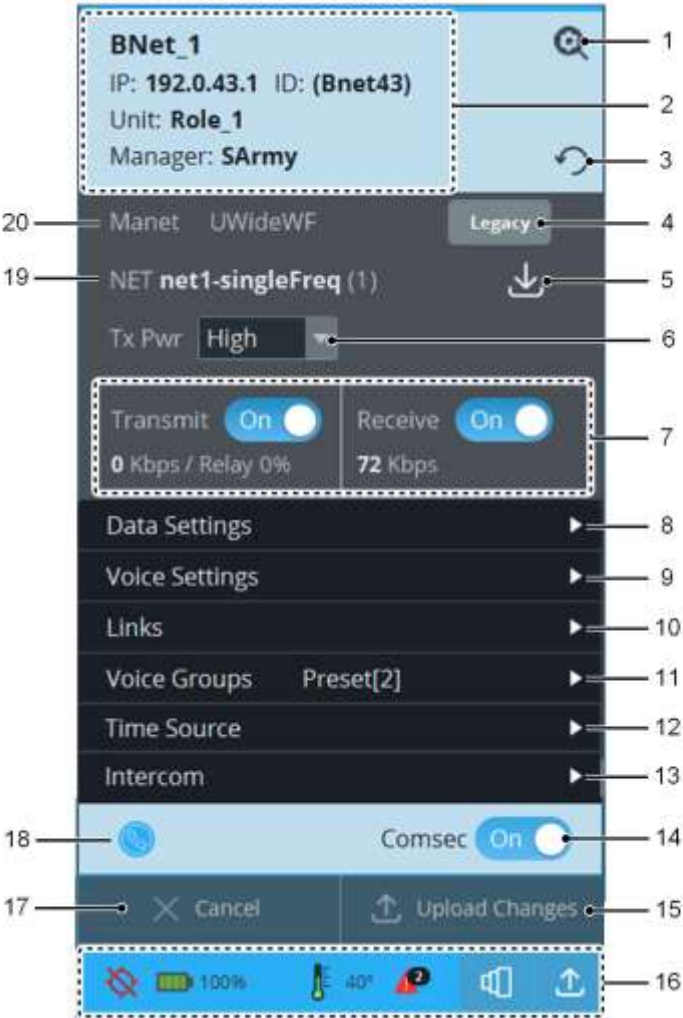 BNet_1 1
IP: 192.0.43.1 ID: (Bnet43)
2
Unit: Role_1
Manager: SArmy 3
20 Manet UWideWF Legacy 4
19 NET net1-singleFreq (1) 5
Tx Pwr High 6
Transmit On Receive On
7
0 Kbps / Relay 0% 72 Kbps
Data Settings 8
Voice Settings 9
Links 10
Voice Groups Preset[2] 11
Time Source 12
Intercom 13
18 Comsec On 14
17 Cancel Upload Changes 15
100% 40° 2 16